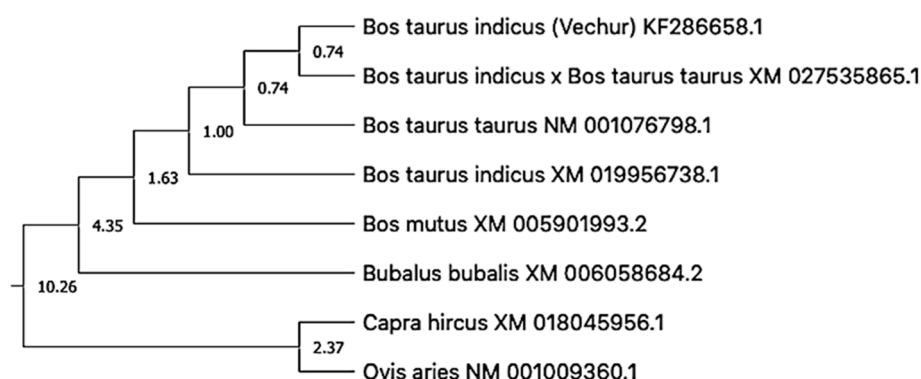 Bos taurus indicus (Vechur) KF286658.1
0.74
Bos taurus indicus x Bos taurus taurus XM 027535865.1
0.74
Bos taurus taurus NM 001076798.1
1.00
Bos taurus indicus XM 019956738.1
1.63
Bos mutus XM 005901993.2
4.35
Bubalus bubalis XM 006058684.2
10.26
Capra hircus XM 018045956.1
2.37
Ovis aries NM 001009360.1